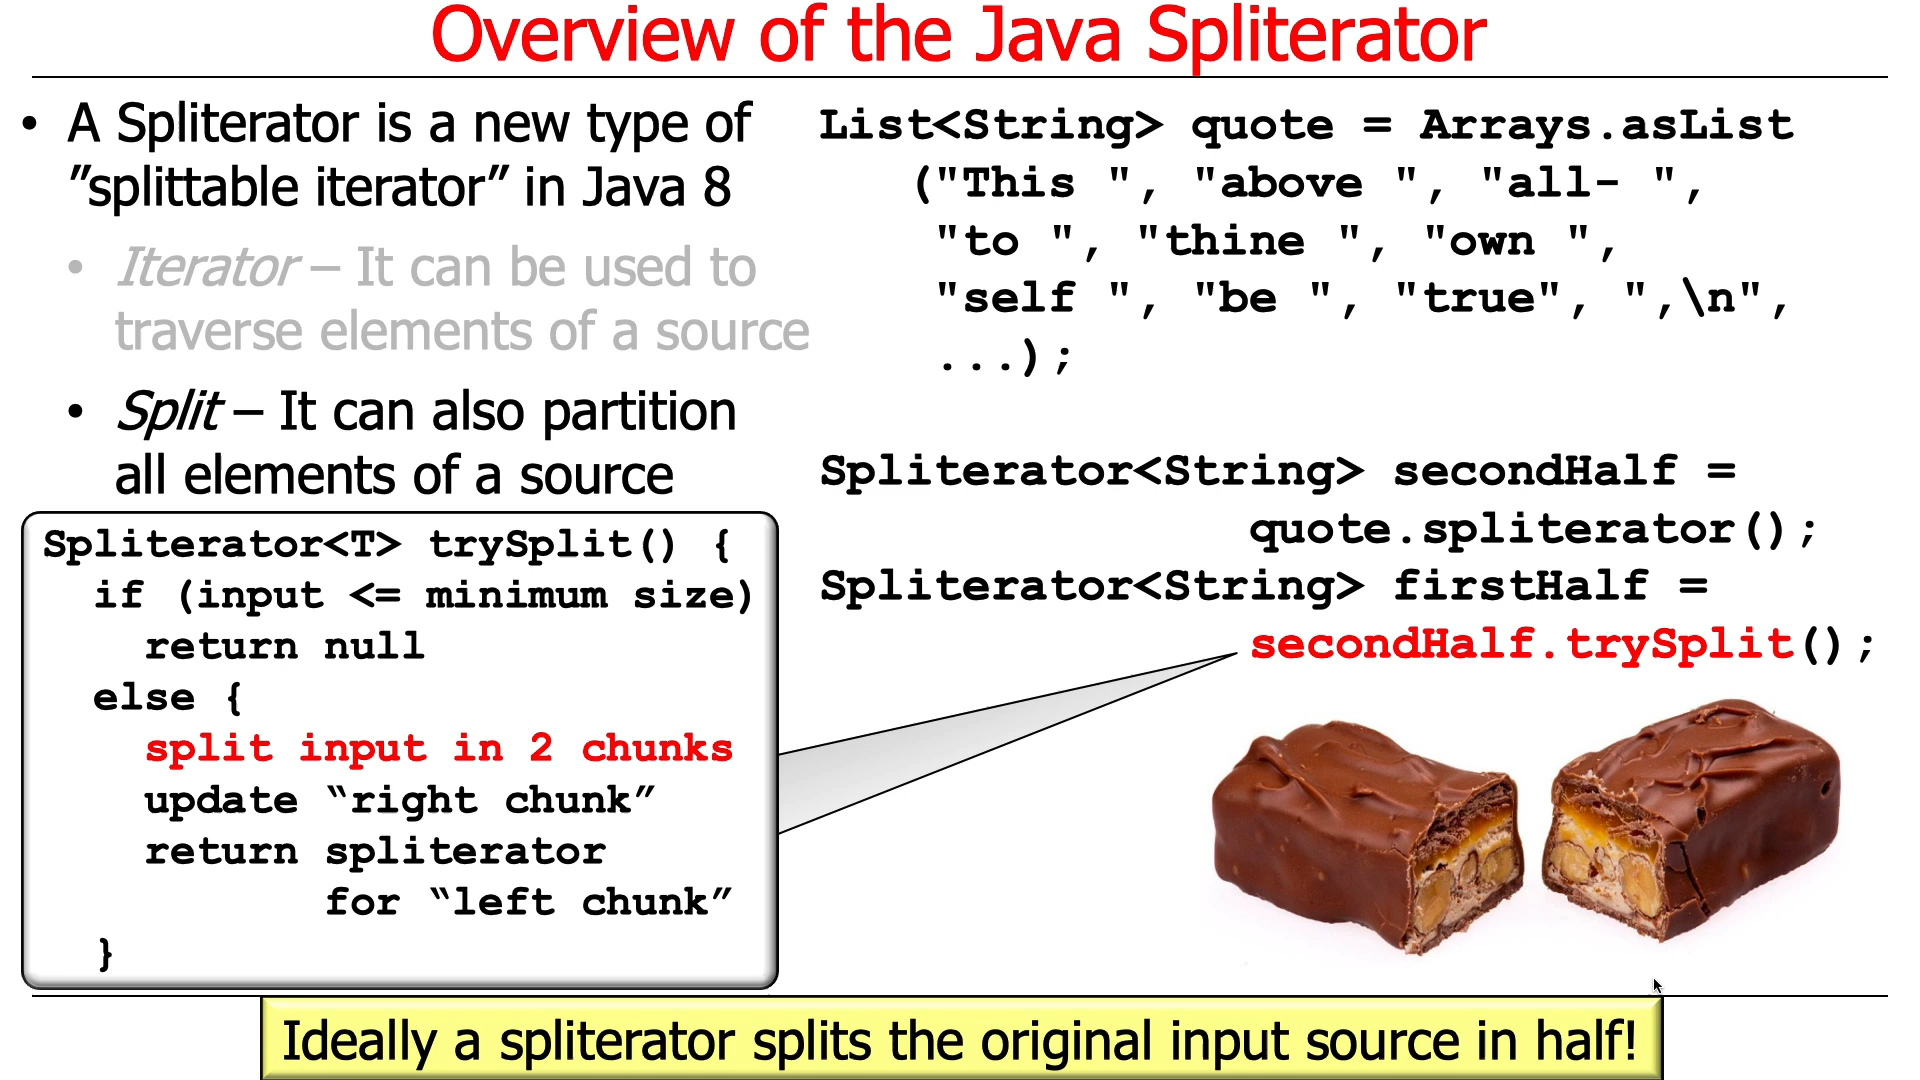 Overview of the Java Spliterator
• A Spliterator is a new type of
”splittable iterator” in Java 8
• Iterator – It can be used to
traverse elements of a source
• Split – It can also partition
all elements of a source
Spliterator<T> trySplit() {
if (input <= minimum size)
return null
else {
split input in 2 chunks
update “right chunk”
return spliterator
for “left chunk”
}
List<String> quote = Arrays.asList
("This ", "above ", "all- ",
"to ", "thine ", "own ",
"self ", "be ", "true", ",\n",
...);
Spliterator<String> secondHalf =
quote.spliterator();
Spliterator<String> firstHalf =
secondHalf.trySplit();
Ideally a spliterator splits the original input source in half!